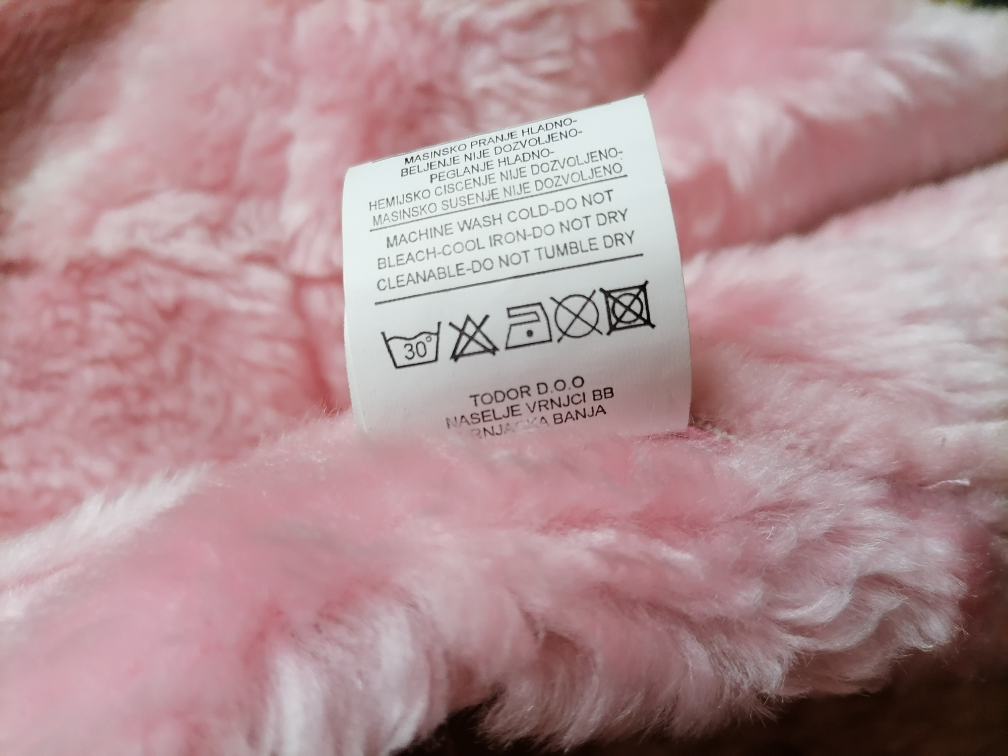 MASINSKO PRANJE HLADNO-
BELJENJE NIJE DOZVOLJENO-
PEGLANJE HLADNO-
HEMIJSKO CISCENJE NIJE DOZVOLJENO-
MASINSKO SUSENJE NIJE DOZVOLJENO
MACHINE WASH COLD-DO NOT
BLEACH-COOL IRON-DO NOT DRY
CLEANABLE-DO NOT TUMBLE DRY
30°
TODOR D.O.O
NASELJE VRNJCI BB
BANJA